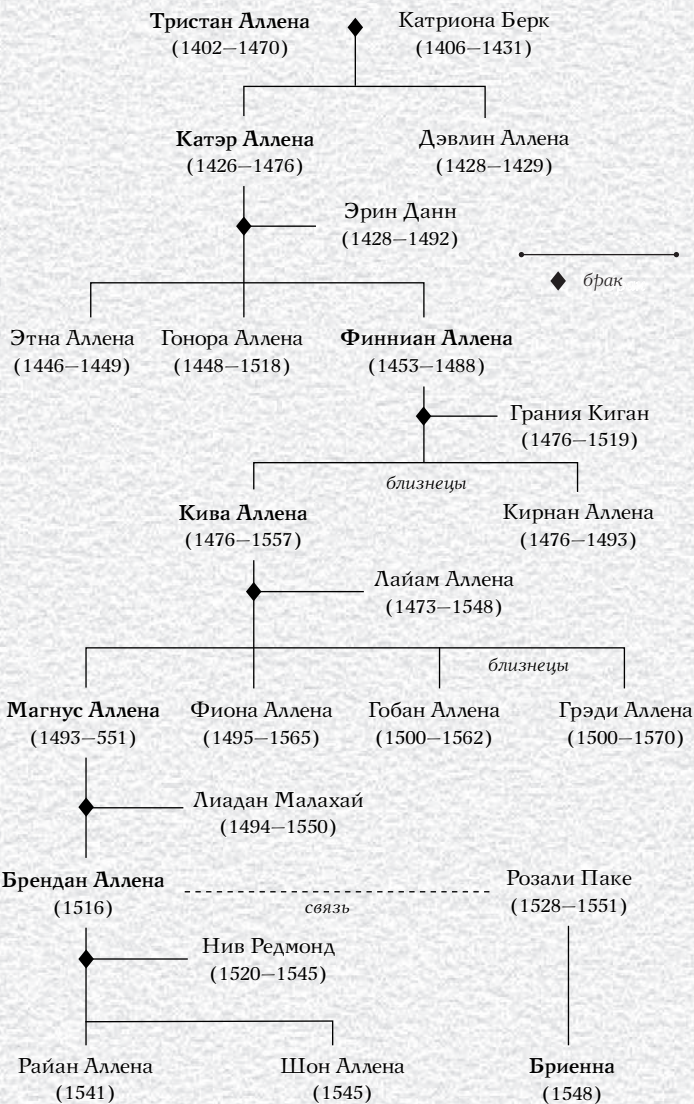 Тристан Аллена
(1402—1470)
Катриона Берк
(1406—1431)
Катэр Аллена
(1426—1476)
Дэвлин Аллена
(1428—1429)
Эрин Данн
(1428—1492)
брак
Этна Аллена
(1446—1449)
Гонора Аллена
(1448—1518)
Финниан Аллена
(1453—1488)
Грания Киган
(1476—1519)
близнецы
Кива Аллена
(1476—1557)
Кирнан Аллена
(1476—1493)
Лайам Аллена
(1473—1548)
близнецы
Магнус Аллена
(1493—551)
Фиона Аллена
(1495—1565)
Гобан Аллена
(1500—1562)
Грэди Аллена
(1500—1570)
Лиадан Малахай
(1494—1550)
Брендан Аллена
(1516)
связь
Розали Паке
(1528—1551)
Нив Редмонд
(1520—1545)
Райан Аллена
(1541)
Шон Аллена
(1545)
Бриенна
(1548)